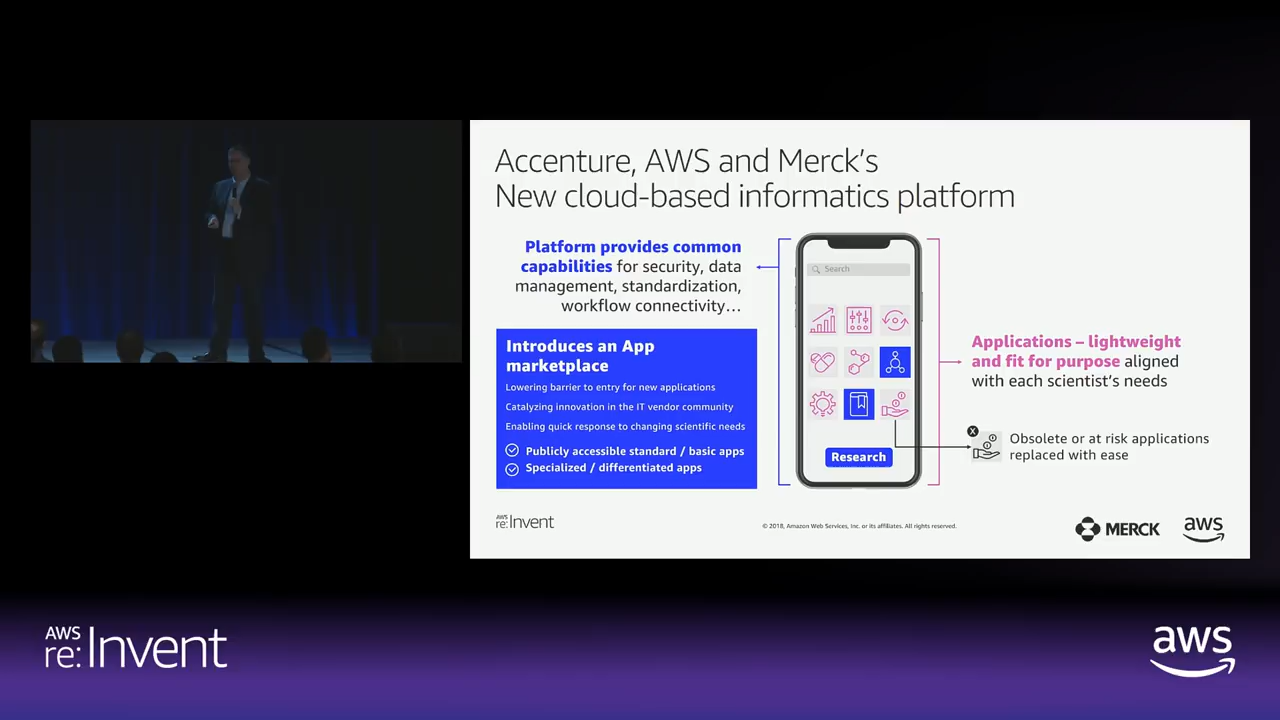 Accenture, AWS and Merck's
New cloud-based informatics platform
Platform provides common
capabilities for security, data
management, standardization,
workflow connectivity…
Introduces an App
marketplace
Lowering barrier to entry for new applications
Catalyzing innovation in the IT vendor community
Enabling quick response to changing scientific needs
Publicly accessible standard / basic apps
Specialized / differentiated apps
Search
Research
Applications – lightweight
and fit for purpose aligned
with each scientist's needs
X
Obsolete or at risk applications
replaced with ease
AWS
re:Invent
© 2018, Amazon Web Services, Inc. or its affiliates. All rights reserved.
MERCK
aws
AWS
re:Invent
aws